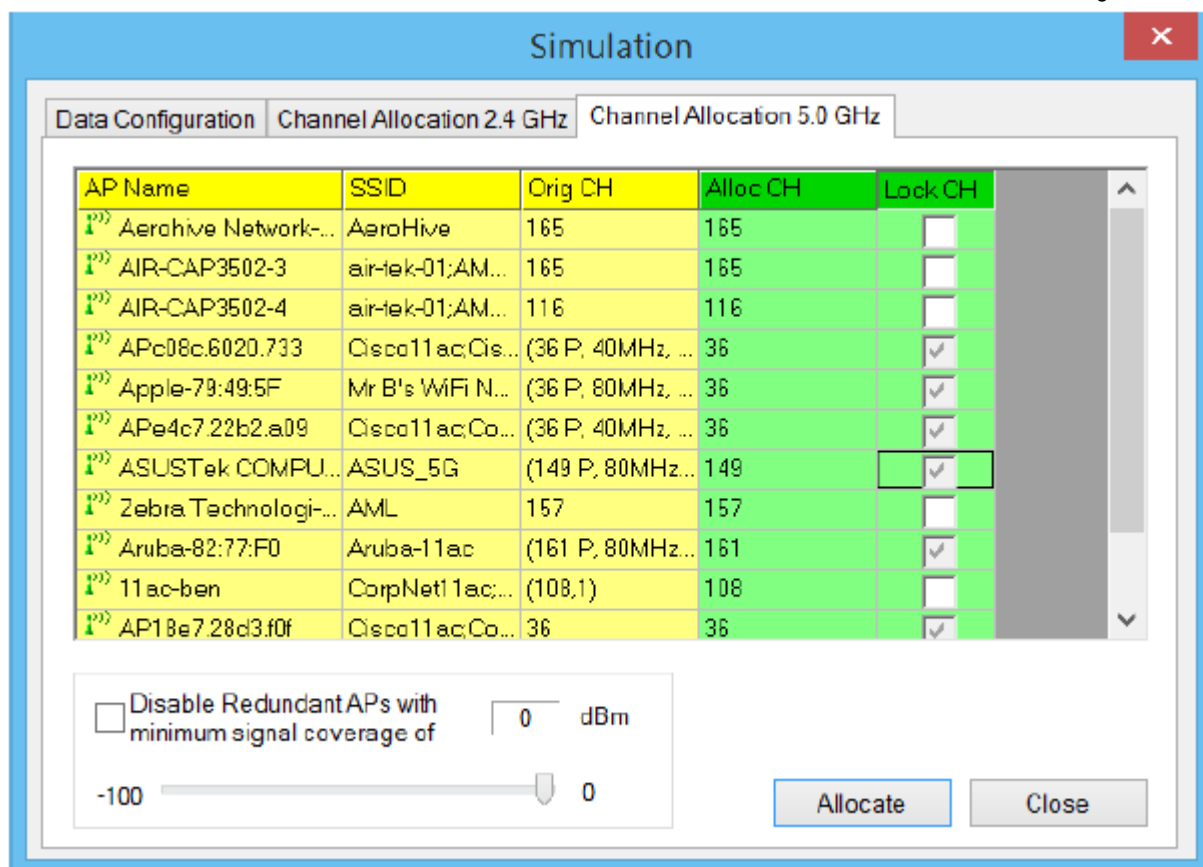 Simulation
Data Configuration Channel Allocation 2.4 GHz Channel Allocation 5.0 GHz
AP Name SSID Orig CH Alloc CH Lock CH
Aerohive Network-... AeroHive 165 165
AIR-CAP3502-3 air-tek-01;AM... 165 165
AIR-CAP3502-4 air-tek-01;AM... 116 116
APc08c.6020.733 Cisco11ac;Cis... (36 P, 40MHz, ... 36
Apple-79:49:5F Mr B's WiFi N... (36 P, 80MHz, ... 36
APe4c7.22b2.a09 Cisco11ac;Co... (36 P, 40MHz, ... 36
ASUSTek COMPU... ASUS_5G (149 P, 80MHz... 149
Zebra Technologi-... AML 157 157
Aruba-82:77:F0 Aruba-11ac (161 P, 80MHz... 161
11ac-ben CorpNet11ac;... (108,1) 108
AP18e7.28d3.f0f Cisco11ac;Co... 36 36
Disable Redundant APs with
minimum signal coverage of 0 dBm
-100 0
Allocate Close